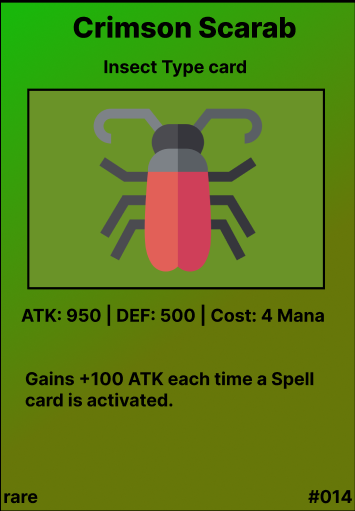 Crimson Scarab
Insect Type card
ATK: 950 | DEF: 500 | Cost: 4 Mana
Gains +100 ATK each time a Spell
card is activated.
rare
#014